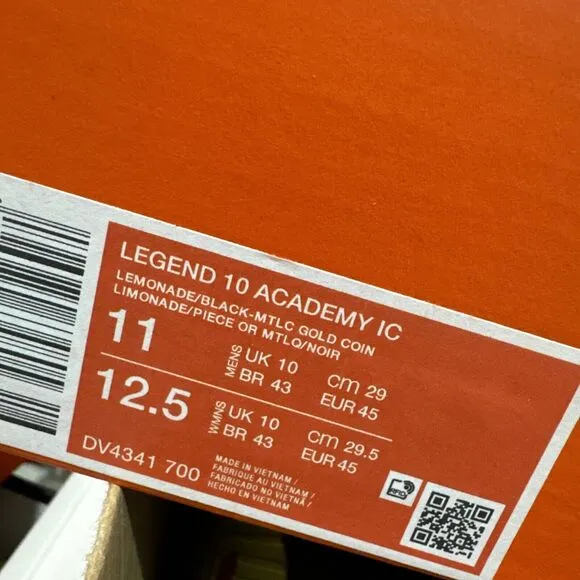 LEGEND 10 ACADEMY IC
LEMONADE/BLACK-MTLC GOLD COIN
LIMONADE/PIECE OR MTLQ/NOIR
11 MENS UK 10 CM 29
BR 43 EUR 45
12.5 WMNS UK 10 CM 29.5
BR 43 EUR 45
DV4341 700
MADE IN VIETNAM /
FABRIQUE AU VIETNAM /
FABRICADO NO VIETNÃ /
HECHO EN VIETNAM